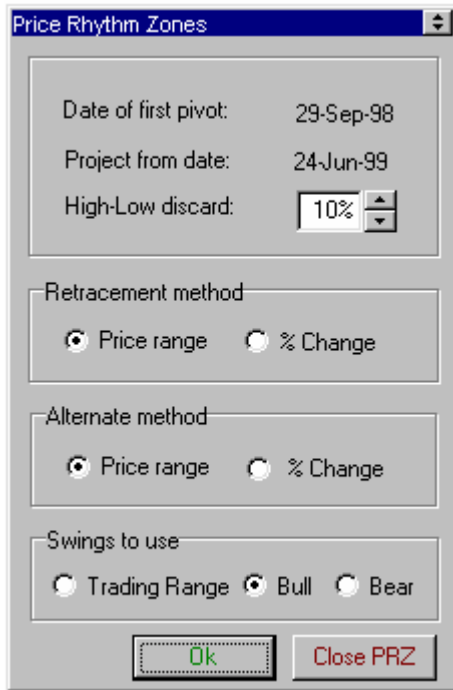 Price Rhythm Zones
Date of first pivot: 29-Sep-98
Project from date: 24-Jun-99
High-Low discard: 10%
Retracement method
Price range % Change
Alternate method
Price range % Change
Swings to use
Trading Range Bull Bear
Ok Close PRZ